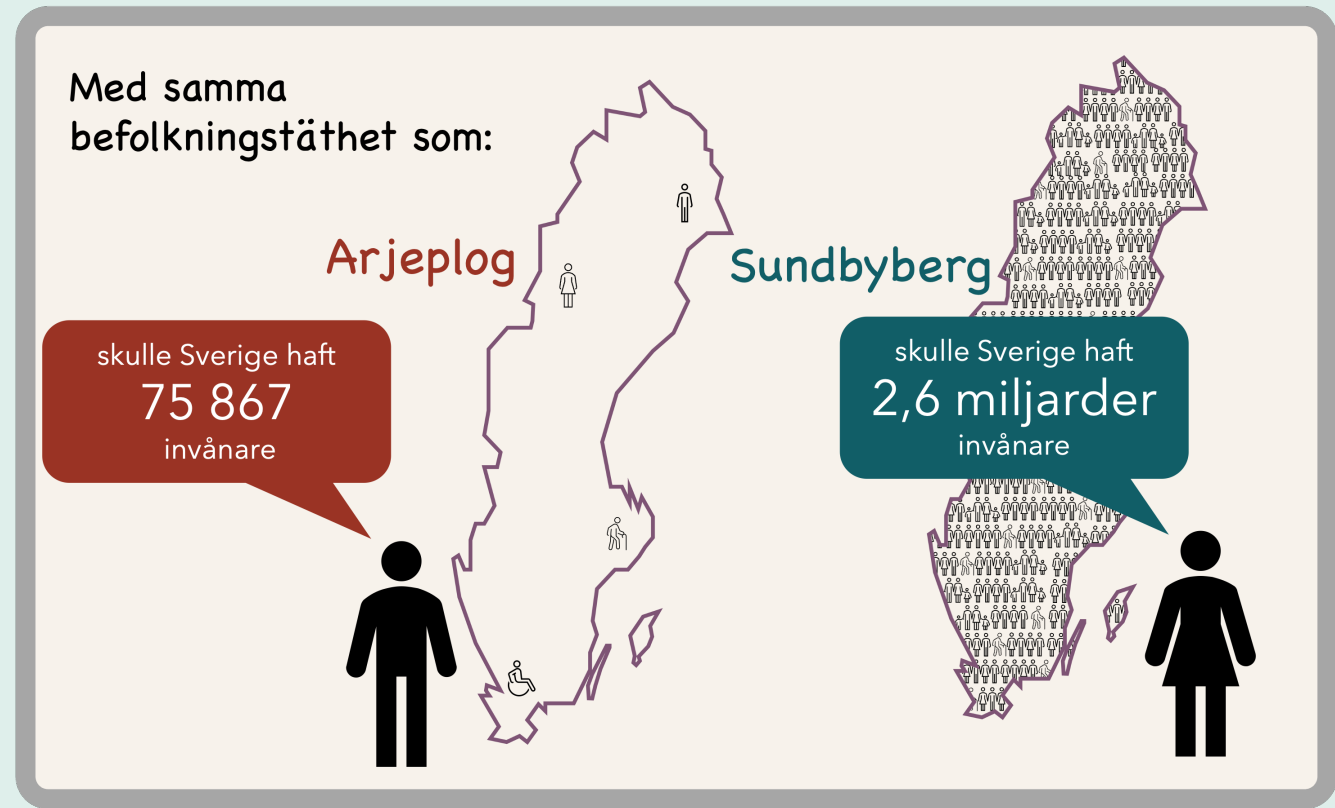 Med samma
befolkningstäthet som:
Arjeplog
skulle Sverige haft
75 867
invånare
Sundbyberg
skulle Sverige haft
2,6 miljarder
invånare